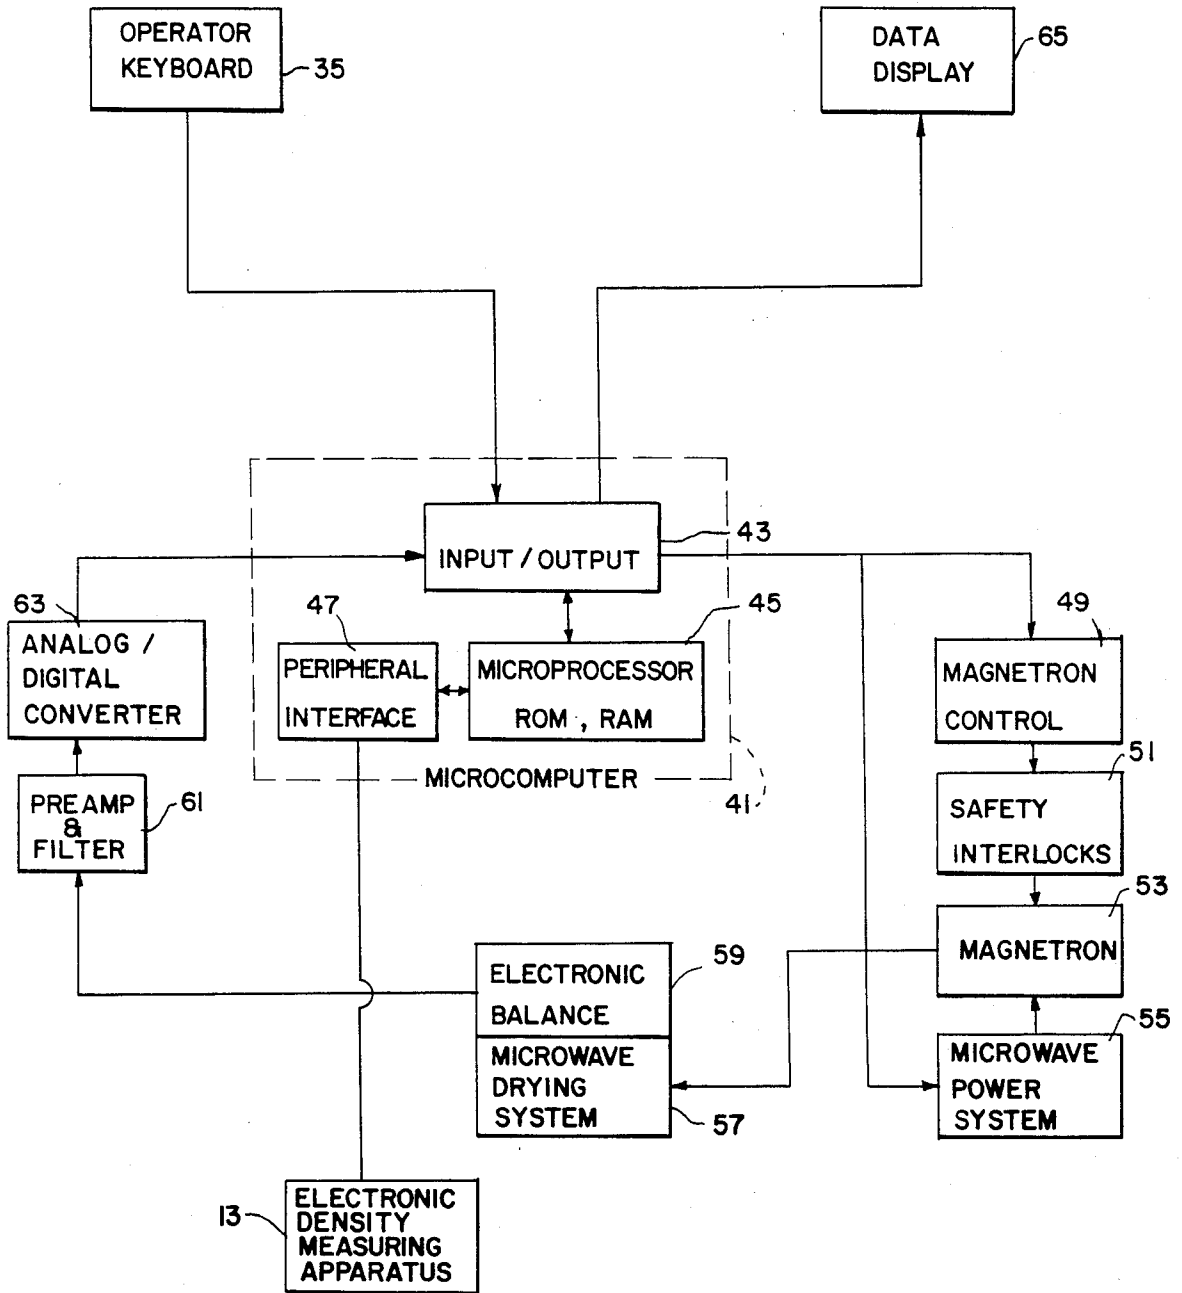 OPERATOR
KEYBOARD
35
DATA
DISPLAY
65
INPUT / OUTPUT
43
63
ANALOG /
DIGITAL
CONVERTER
47
PERIPHERAL
INTERFACE
45
MICROPROCESSOR
ROM , RAM
49
MAGNETRON
CONTROL
MICROCOMPUTER
41
PREAMP
&
FILTER
61
51
SAFETY
INTERLOCKS
53
MAGNETRON
ELECTRONIC
BALANCE
59
MICROWAVE
DRYING
SYSTEM
57
55
MICROWAVE
POWER
SYSTEM
13
ELECTRONIC
DENSITY
MEASURING
APPARATUS